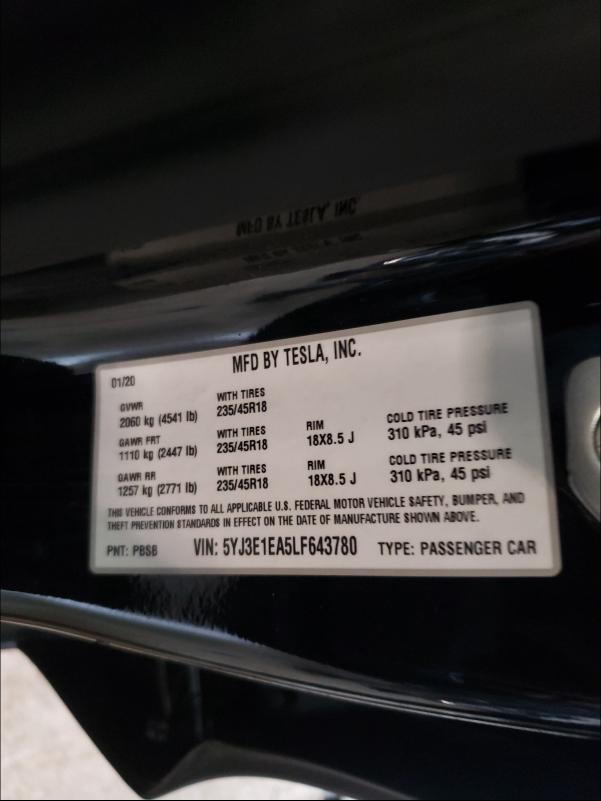 MFD BY TESLA, INC
MFD BY TESLA, INC.
01/20
GVWR
2060 kg (4541 lb)
WITH TIRES
235/45R18
GAWR FRT
1110 kg (2447 lb)
WITH TIRES
235/45R18
RIM
18X8.5 J
COLD TIRE PRESSURE
310 kPa, 45 psi
GAWR RR
1257 kg (2771 lb)
WITH TIRES
235/45R18
RIM
18X8.5 J
COLD TIRE PRESSURE
310 kPa, 45 psi
THIS VEHICLE CONFORMS TO ALL APPLICABLE U.S. FEDERAL MOTOR VEHICLE SAFETY, BUMPER, AND
THEFT PREVENTION STANDARDS IN EFFECT ON THE DATE OF MANUFACTURE SHOWN ABOVE.
PNT: PBSB VIN: 5YJ3E1EA5LF643780 TYPE: PASSENGER CAR